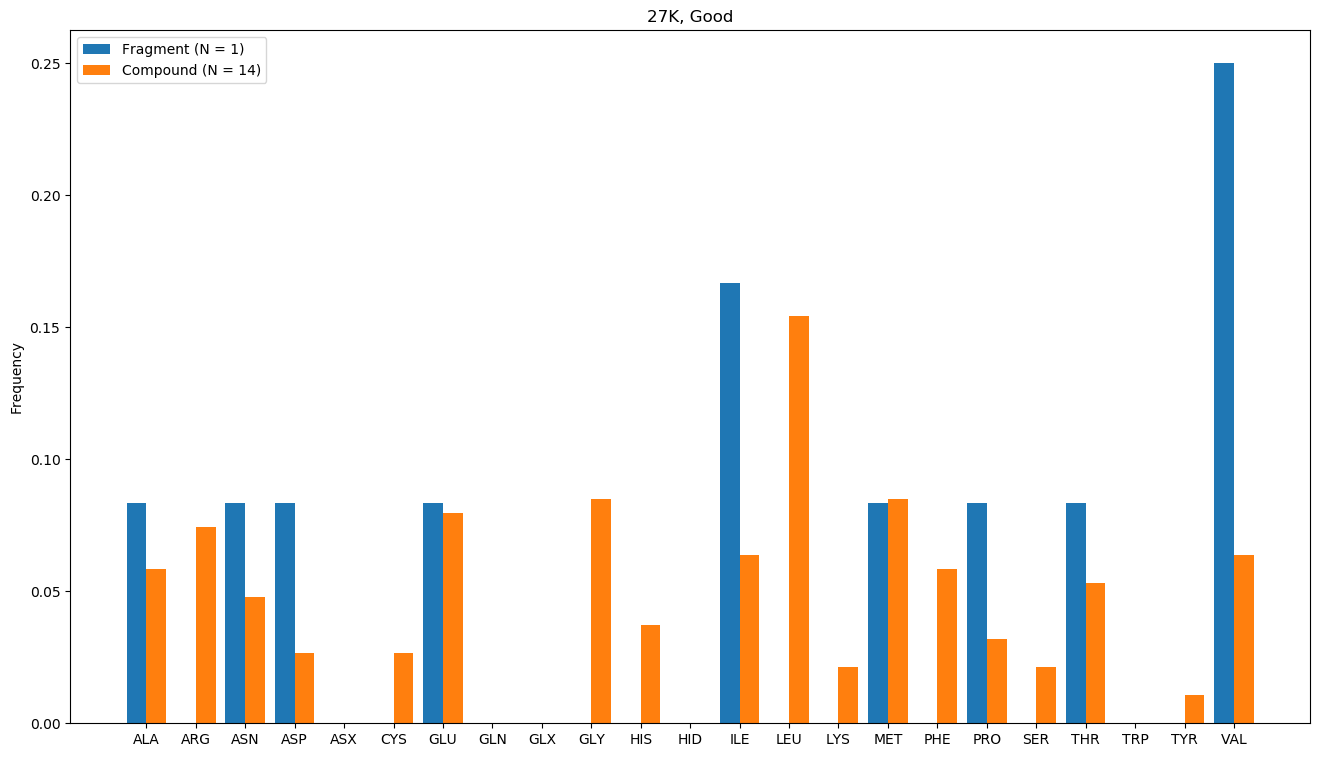 27K, Good
Fragment (N = 1)
Compound (N = 14)
Frequency
0.25
0.20
0.15
0.10
0.05
0.00
ALA ARG ASN ASP ASX CYS GLU GLN GLX GLY HIS HID ILE LEU LYS MET PHE PRO SER THR TRP TYR VAL